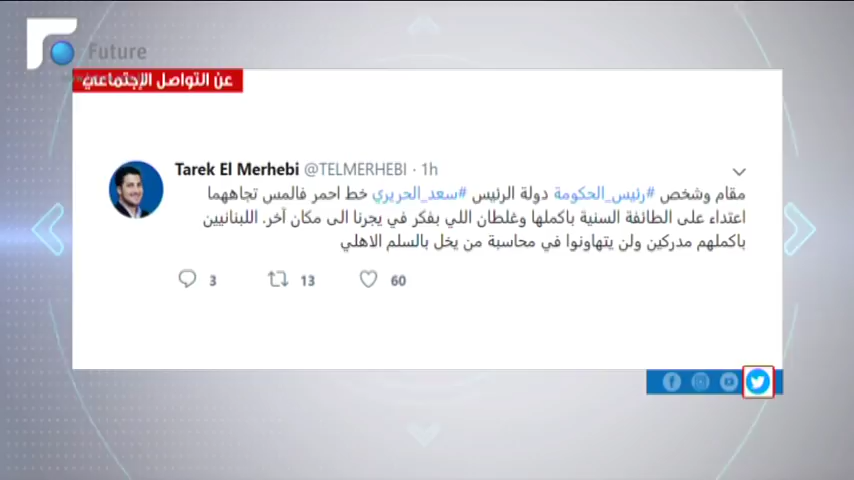 Future
عن التواصل الإجتماعي
Tarek El Merhebi @TELMERHEBI · 1h
مقام وشخص #رئيس_الحكومة دولة الرئيس #سعد_الحريري خط احمر فالمس تجاههما
اعتداء على الطائفة السنية باكملها وغلطان اللي بفكر في يجرنا الى مكان آخر. اللبنانيين
باكملهم مدركين ولن يتهاونوا في محاسبة من يخل بالسلم الاهلي
3 13 60